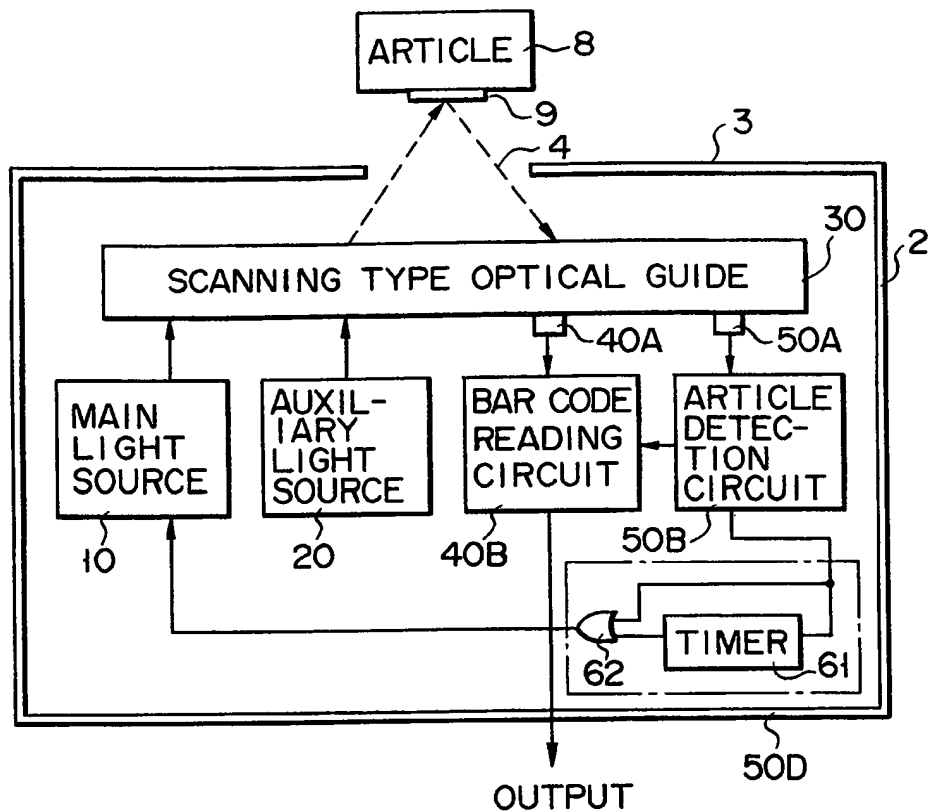 ARTICLE
8
9
4
3
30
2
SCANNING TYPE OPTICAL GUIDE
40A
50A
MAIN
LIGHT
SOURCE
10
AUXIL-
IARY
LIGHT
SOURCE
20
BAR CODE
READING
CIRCUIT
40B
ARTICLE
DETEC-
TION
CIRCUIT
50B
62
TIMER
61
50D
OUTPUT